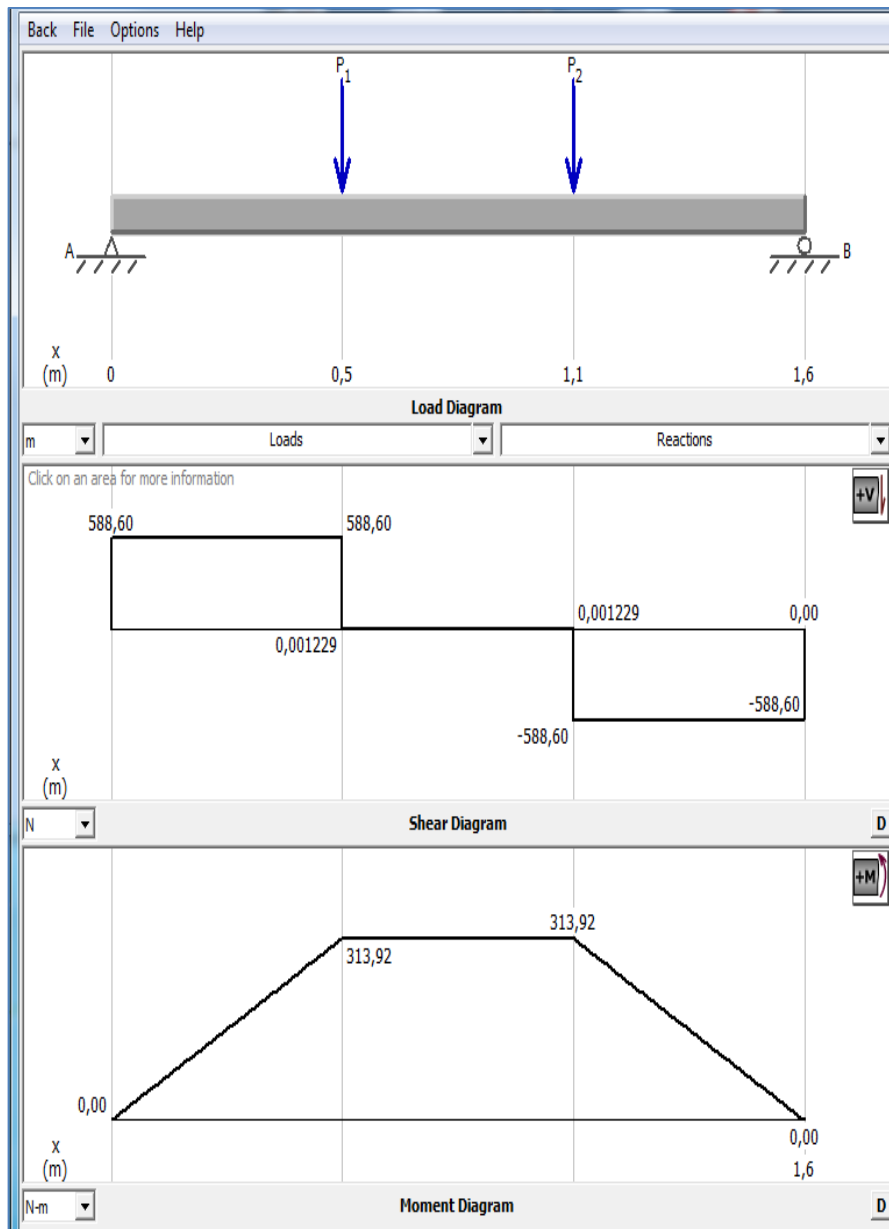 Back File Options Help
P1 P2
A B
x
(m) 0 0,5 1,1 1,6
Load Diagram
m Loads Reactions
Click on an area for more information
+V
588,60 588,60
0,001229 0,00
0,001229
-588,60
-588,60
x
(m)
N Shear Diagram D
+M
313,92
313,92
0,00
0,00
x
(m) 1,6
N-m Moment Diagram D